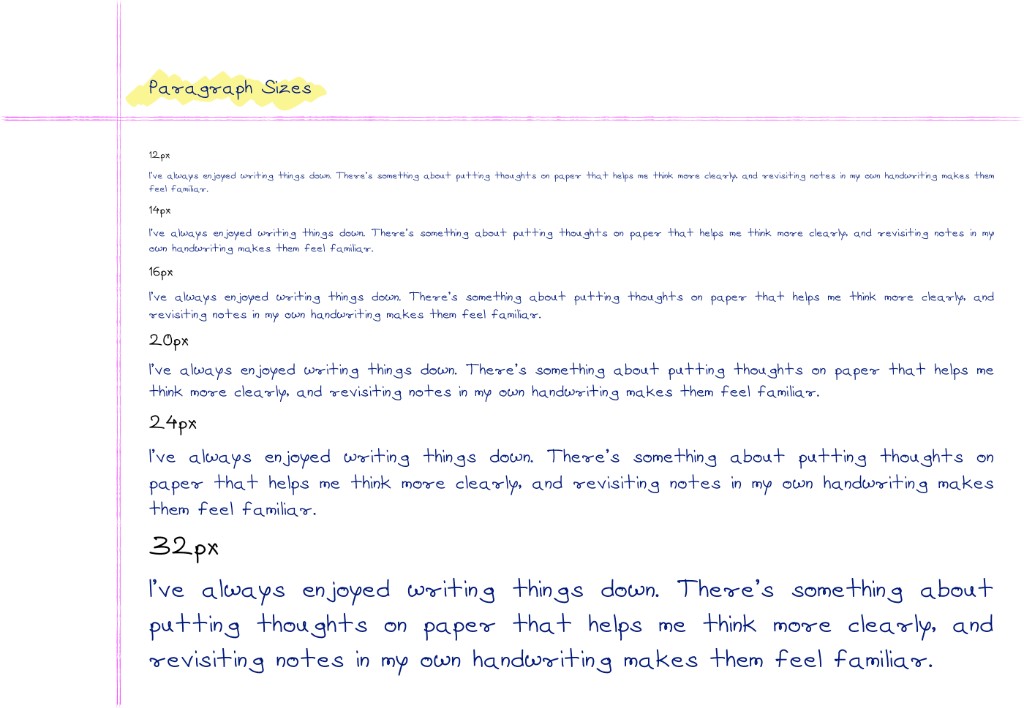 Paragraph Sizes
12px
I've always enjoyed writing things down. There's something about putting thoughts on paper that helps me think more clearly, and revisiting notes in my own handwriting makes them
feel familiar.
14px
I've always enjoyed writing things down. There's something about putting thoughts on paper that helps me think more clearly, and revisiting notes in my
own handwriting makes them feel familiar.
16px
I've always enjoyed writing things down. There's something about putting thoughts on paper that helps me think more clearly, and
revisiting notes in my own handwriting makes them feel familiar.
20px
I've always enjoyed writing things down. There's something about putting thoughts on paper that helps me
think more clearly, and revisiting notes in my own handwriting makes them feel familiar.
24px
I've always enjoyed writing things down. There's something about putting thoughts on
paper that helps me think more clearly, and revisiting notes in my own handwriting makes
them feel familiar.
32px
I've always enjoyed writing things down. There's something about
putting thoughts on paper that helps me think more clearly, and
revisiting notes in my own handwriting makes them feel familiar.